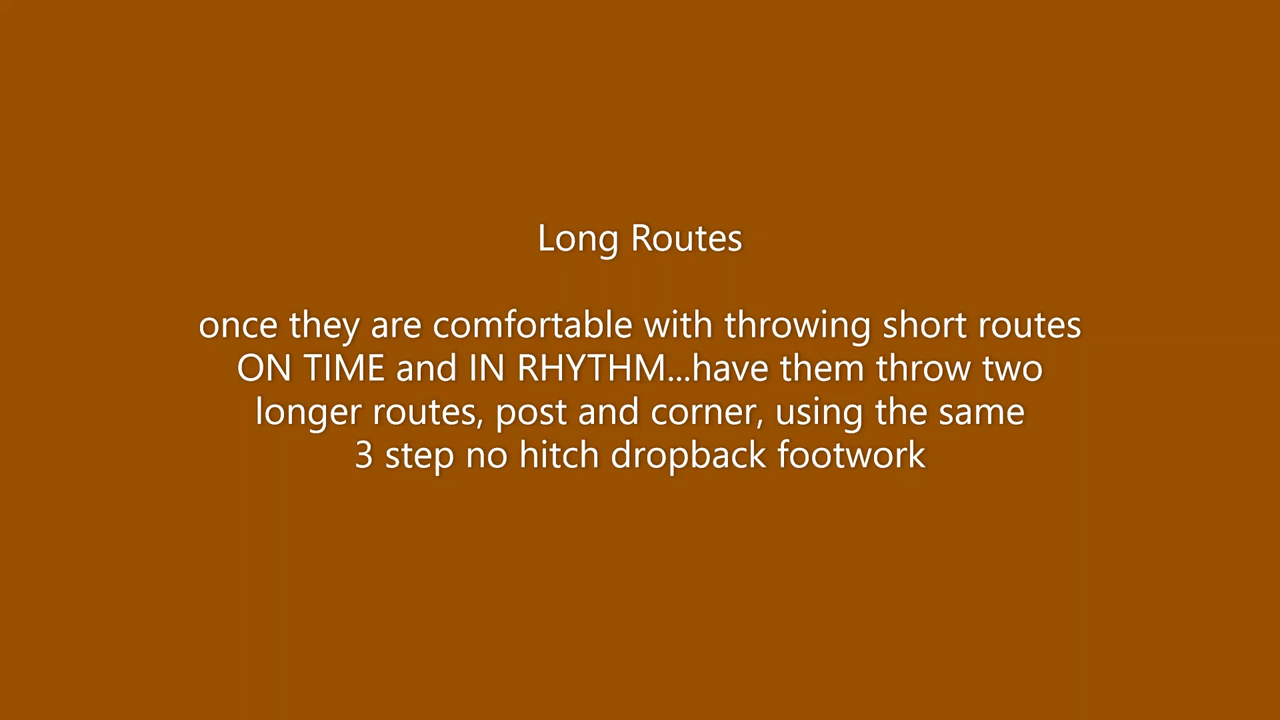 Long Routes
once they are comfortable with throwing short routes
ON TIME and IN RHYTHM...have them throw two
longer routes, post and corner, using the same
3 step no hitch dropback footwork